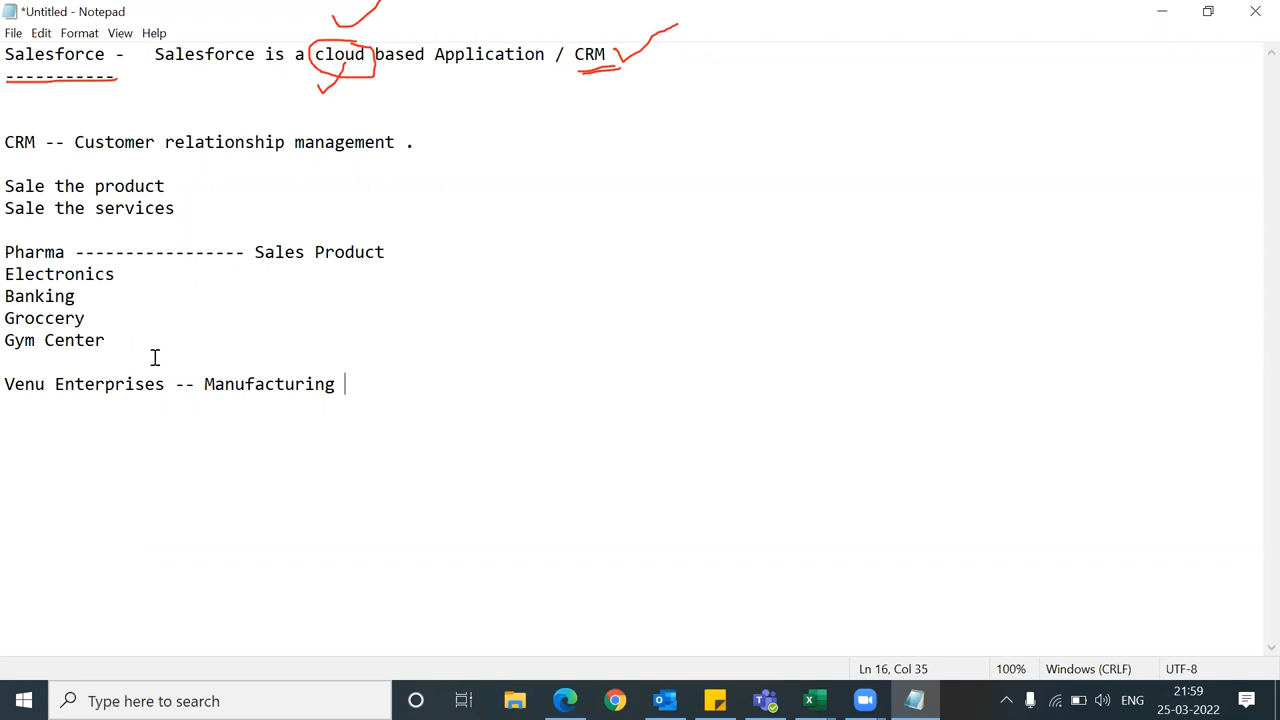 *Untitled - Notepad
File Edit Format View Help
Salesforce -   Salesforce is a cloud based Application / CRM
-----------
CRM -- Customer relationship management .
Sale the product
Sale the services
Pharma ----------------- Sales Product
Electronics
Banking
Groccery
Gym Center
Venu Enterprises -- Manufacturing
Ln 16, Col 35 100% Windows (CRLF) UTF-8
Type here to search
ENG
21:59
25-03-2022